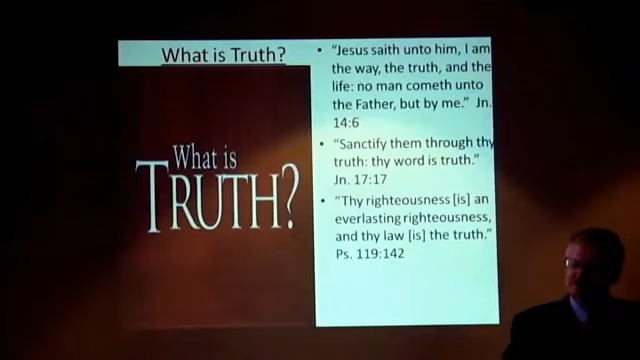 What is Truth?
What is
TRUTH?
• "Jesus saith unto him, I am
the way, the truth, and the
life: no man cometh unto
the Father, but by me." Jn.
14:6
• "Sanctify them through thy
truth: thy word is truth."
Jn. 17:17
• "Thy righteousness [is] an
everlasting righteousness,
and thy law [is] the truth."
Ps. 119:142